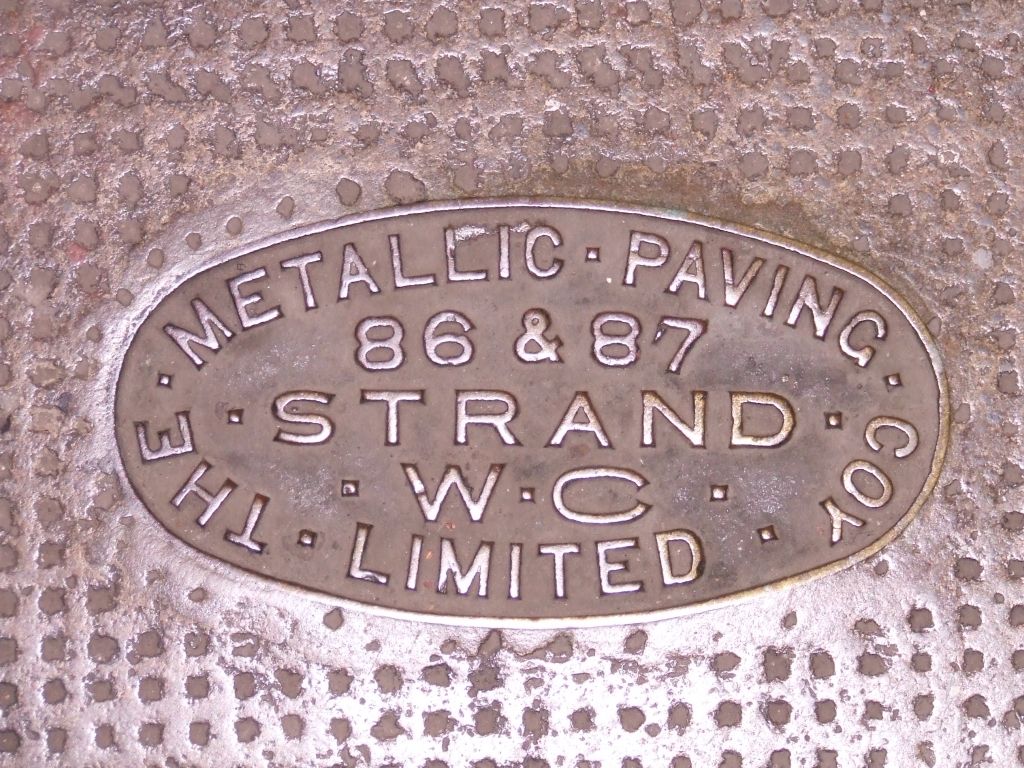 THE · METALLIC · PAVING · COY
86 & 87
· STRAND ·
· W · C ·
· LIMITED ·